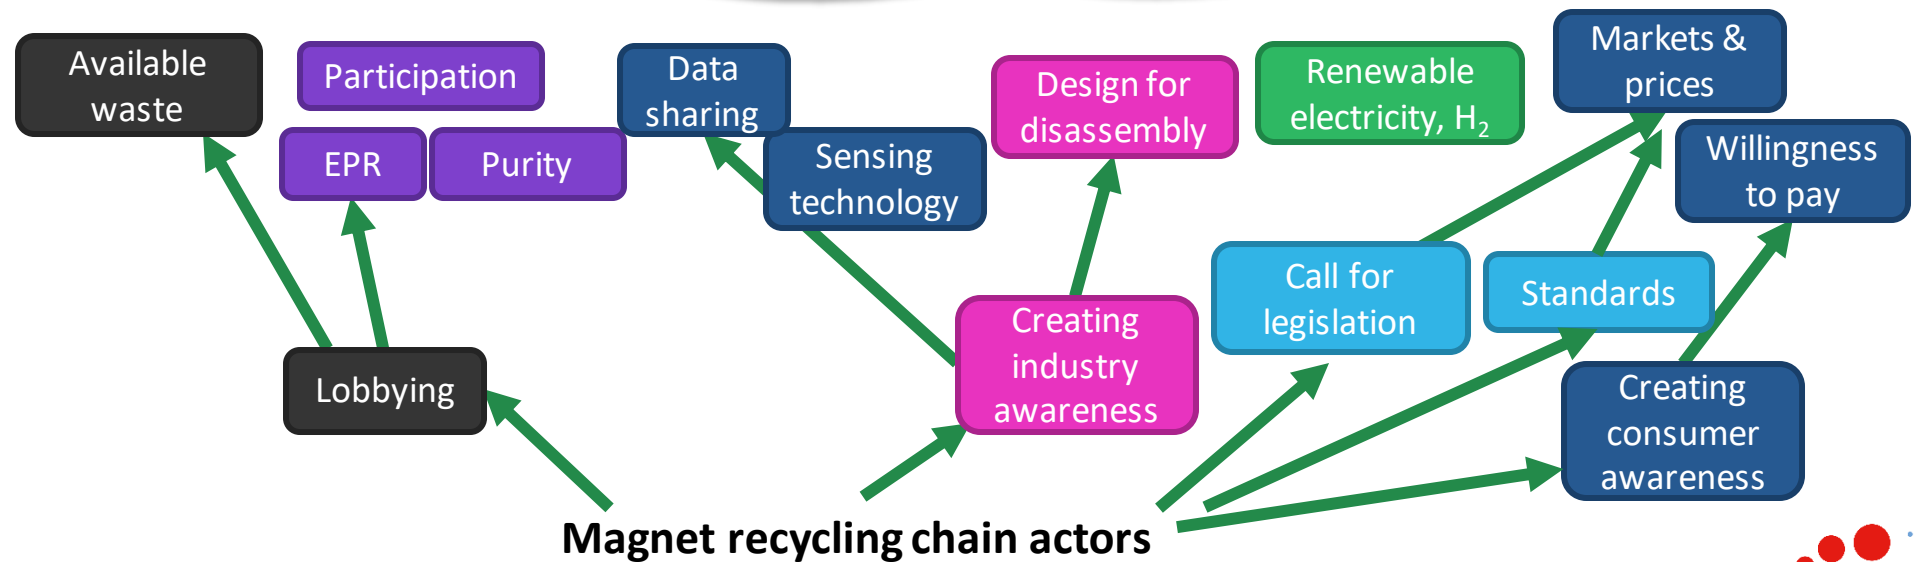 Available
waste
Participation
EPR
Purity
Data
sharing
Sensing
technology
Design for
disassembly
Renewable
electricity, H₂
Markets &
prices
Willingness
to pay
Call for
legislation
Standards
Lobbying
Creating
industry
awareness
Creating
consumer
awareness
Magnet recycling chain actors